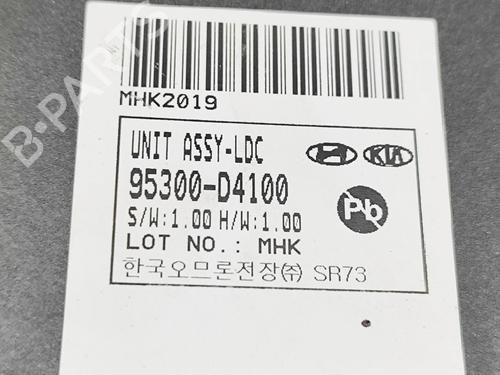 MHK2019
UNIT ASSY-LDC
KIA
95300-D4100
Pb
S/W:1.00 H/W:1.00
LOT NO.: MHK
한국오므론전장㈜ SR73
B-PARTS